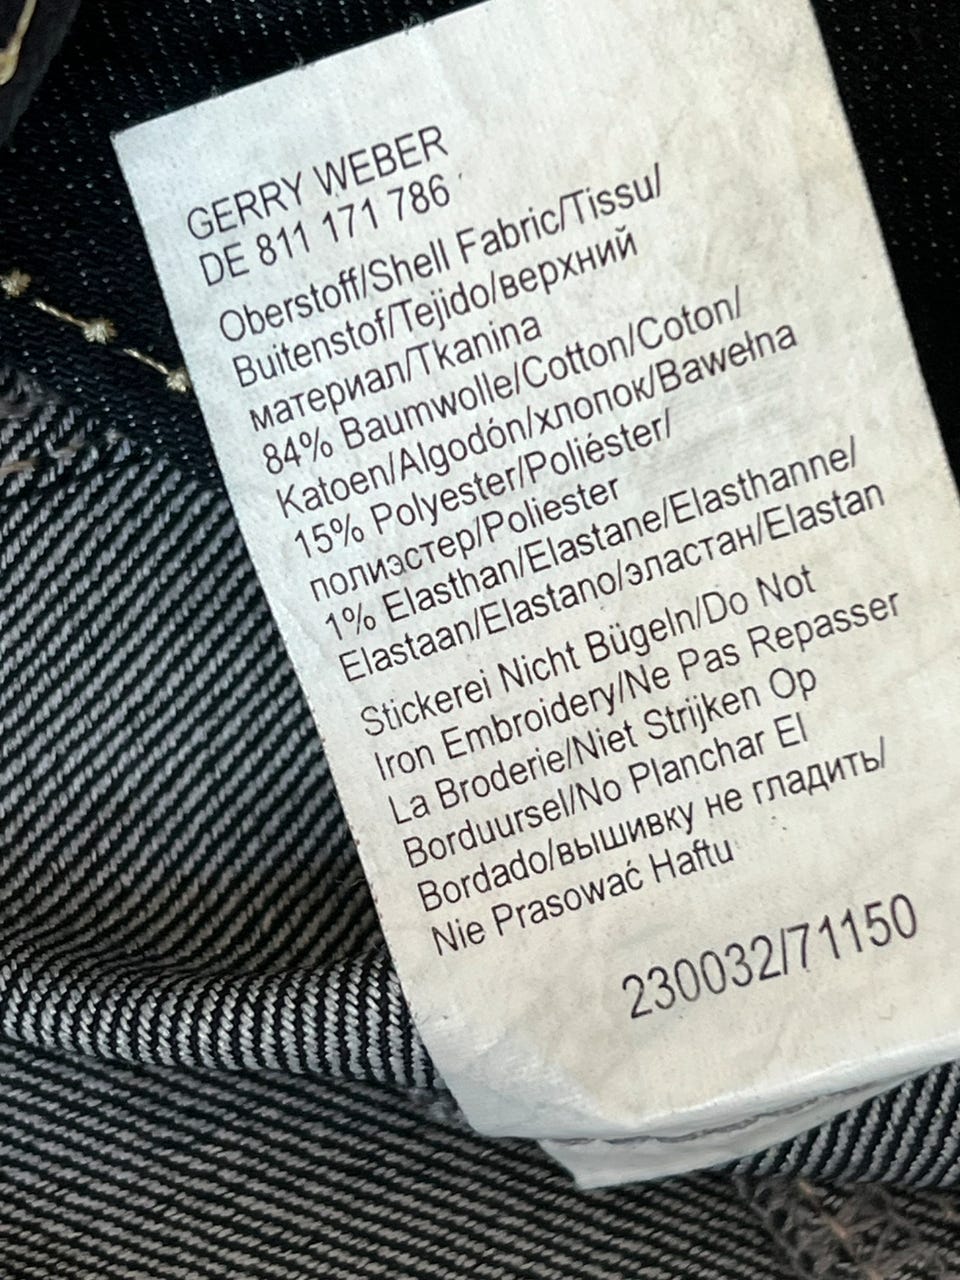 GERRY WEBER
DE 811 171 786
Oberstoff/Shell Fabric/Tissu/
Buitenstof/Tejido/верхний
материал/Tkanina
84% Baumwolle/Cotton/Coton/
Katoen/Algodón/хлопок/Bawełna
15% Polyester/Poliéster/
полиэстер/Poliester
1% Elasthan/Elastane/Elasthanne/
Elastaan/Elastano/эластан/Elastan
Stickerei Nicht Bügeln/Do Not
Iron Embroidery/Ne Pas Repasser
La Broderie/Niet Strijken Op
Borduursel/No Planchar El
Bordado/вышивку не гладить/
Nie Prasować Haftu
230032/71150